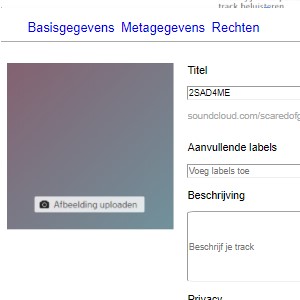 track beluisteren
Basisgegevens Metagegevens Rechten
Titel
2SAD4ME
soundcloud.com/scaredofg
Aanvullende labels
Voeg labels toe
Afbeelding uploaden
Beschrijving
Beschrijf je track
Privacy